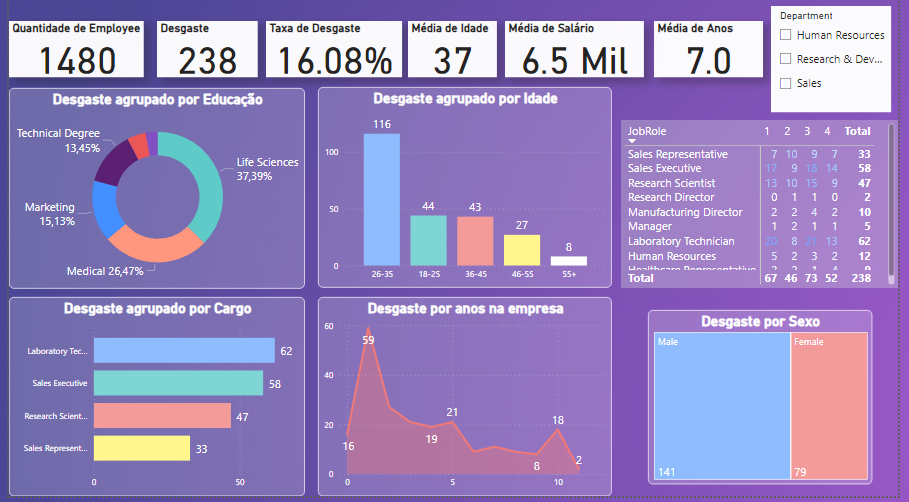 Quantidade de Employee
1480
Desgaste
238
Taxa de Desgaste
16.08%
Média de Idade
37
Média de Salário
6.5 Mil
Média de Anos
7.0
Department
Human Resources
Research & Dev...
Sales
Desgaste agrupado por Educação
Technical Degree
13,45%
Life Sciences
37,39%
Marketing
15,13%
Medical 26,47%
Desgaste agrupado por Idade
116
100
50
44
43
27
8
0
26-35 18-25 36-45 46-55 55+
JobRole 1 2 3 4 Total
Sales Representative 7 10 9 7 33
Sales Executive 17 9 18 14 58
Research Scientist 13 10 15 9 47
Research Director 0 1 1 0 2
Manufacturing Director 2 2 4 2 10
Manager 1 2 1 1 5
Laboratory Technician 20 8 21 13 62
Human Resources 5 2 3 2 12
Healthcare Representative 2 2 1 4 9
Total 67 46 73 52 238
Desgaste agrupado por Cargo
Laboratory Tec... 62
Sales Executive 58
Research Scient... 47
Sales Represent... 33
0 50
Desgaste por anos na empresa
60
59
40
20
21
18
16
19
8
2
0
0 5 10
Desgaste por Sexo
Male
Female
141
79